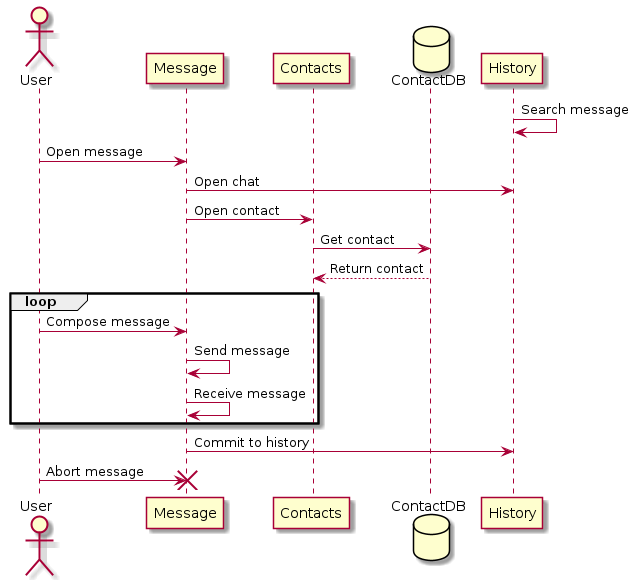 User
Message
Contacts
ContactDB
History
Search message
Open message
Open chat
Open contact
Get contact
Return contact
loop
Compose message
Send message
Receive message
Commit to history
Abort message
User
Message
Contacts
ContactDB
History